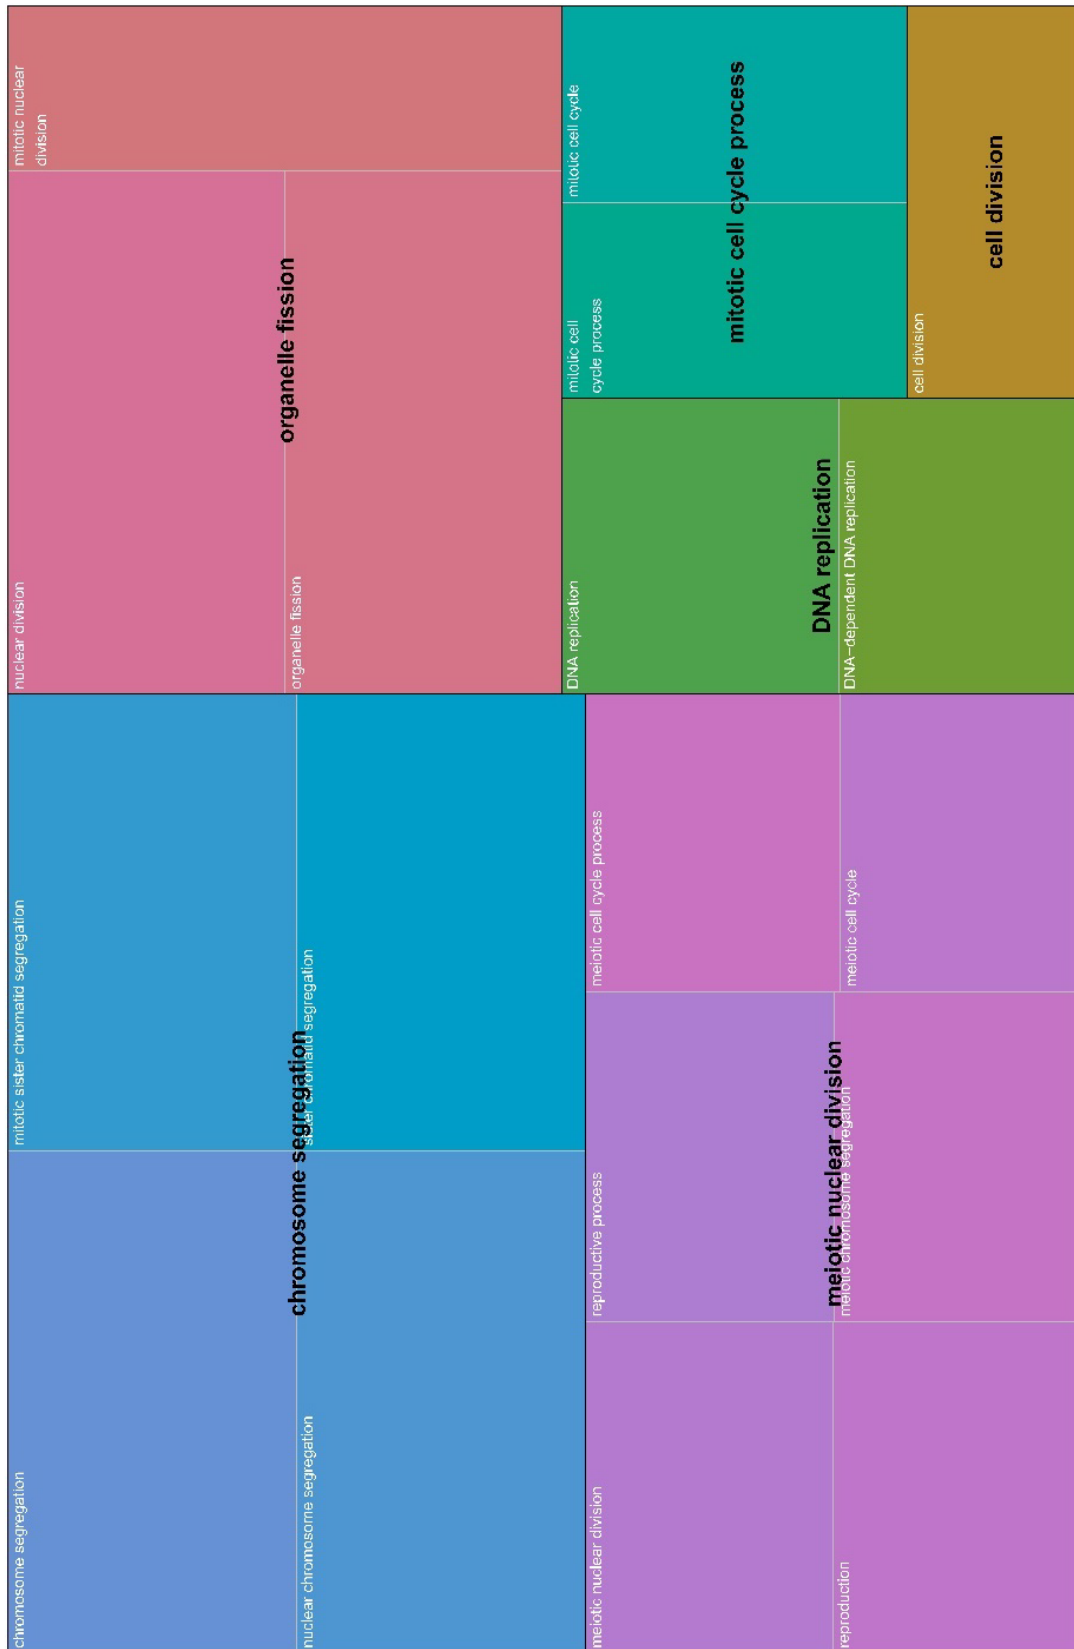 chromosome segregation
mitotic sister chromatid segregation
nuclear chromosome segregation
sister chromatid segregation
chromosome segregation
nuclear division
mitotic nuclear
division
organelle fission
organelle fission
meiotic nuclear division
reproductive process
meiotic cell cycle process
reproduction
meiotic chromosome segregation
meiotic cell cycle
meiotic nuclear division
DNA replication
DNA−dependent DNA replication
DNA replication
mitotic cell
cycle process
mitotic cell cycle
mitotic cell cycle process
cell division
cell division